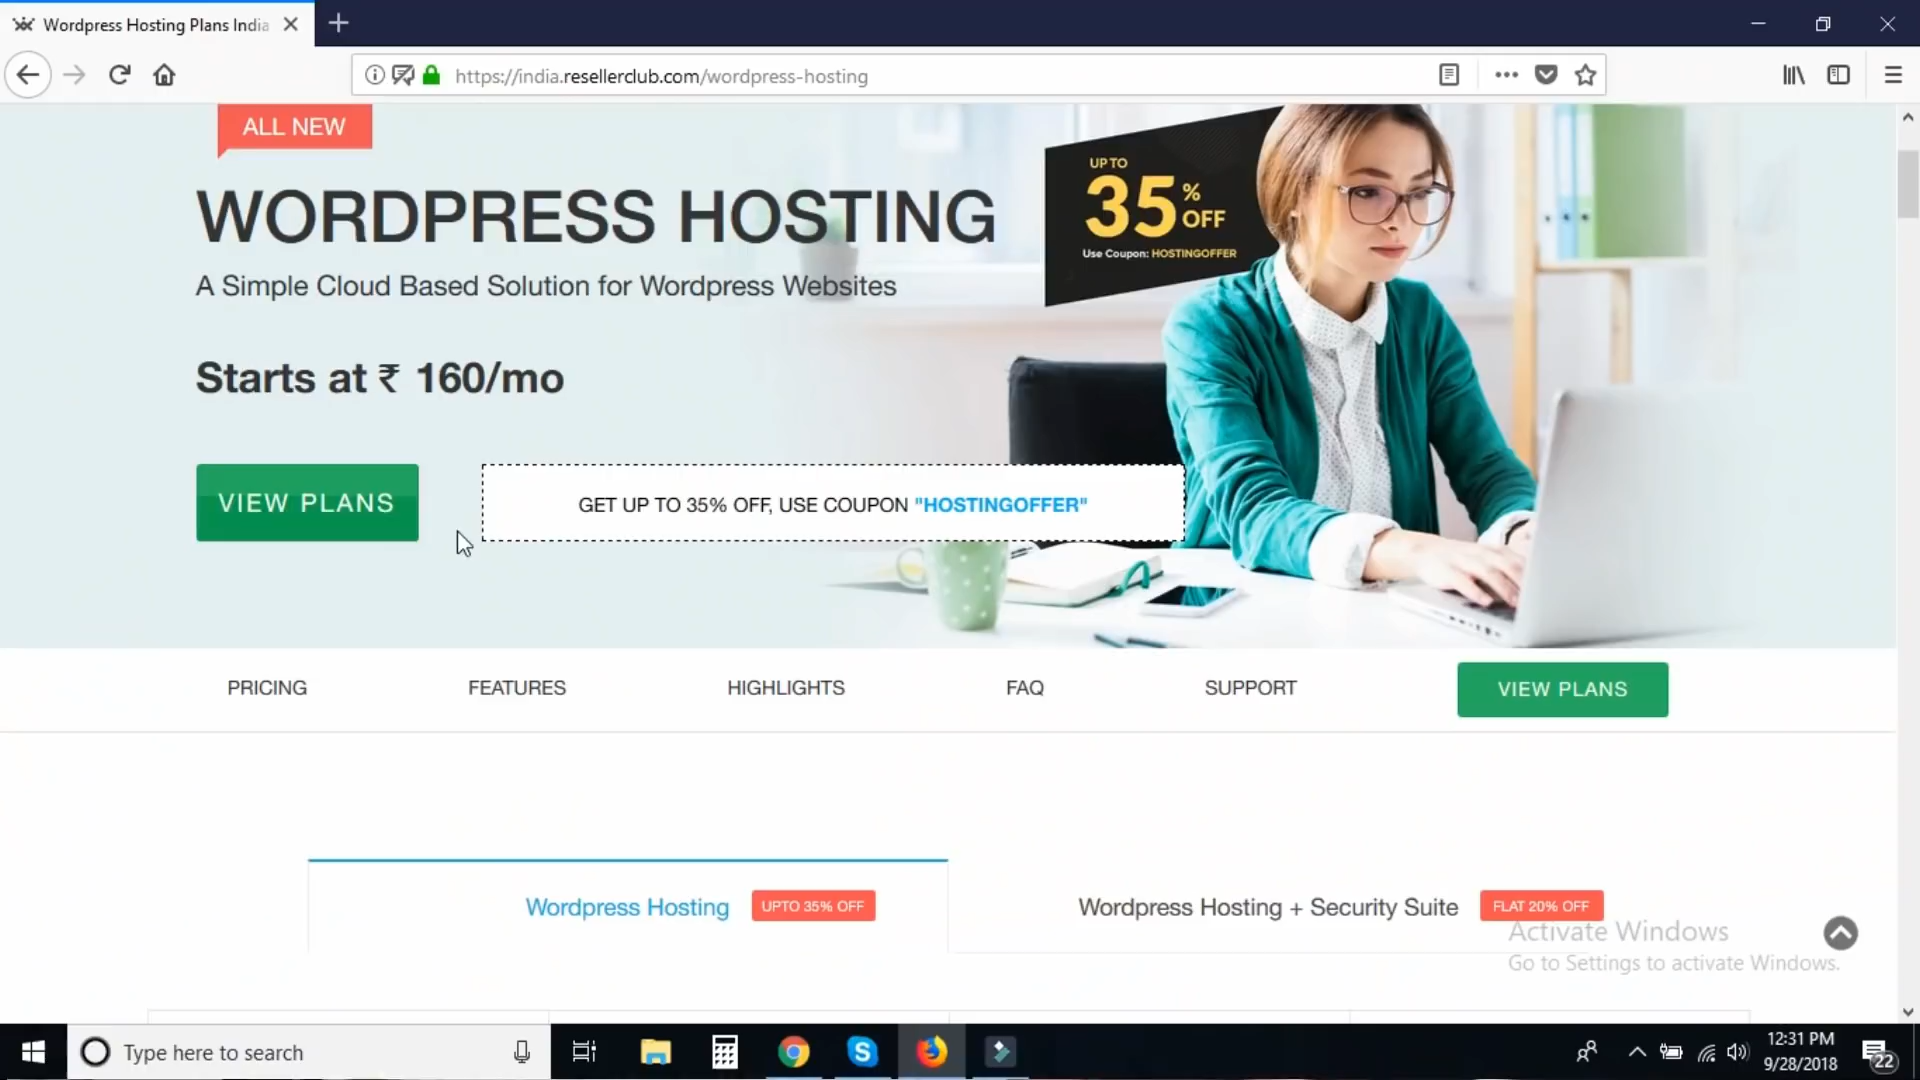 Wordpress Hosting Plans India
https://india.resellerclub.com/wordpress-hosting
ALL NEW
WORDPRESS HOSTING
A Simple Cloud Based Solution for Wordpress Websites
Starts at ₹ 160/mo
UP TO
35% OFF
Use Coupon: HOSTINGOFFER
VIEW PLANS
GET UP TO 35% OFF, USE COUPON "HOSTINGOFFER"
PRICING
FEATURES
HIGHLIGHTS
FAQ
SUPPORT
VIEW PLANS
Wordpress Hosting
UPTO 35% OFF
Wordpress Hosting + Security Suite
FLAT 20% OFF
Activate Windows
Go to Settings to activate Windows.
Type here to search
12:31 PM
9/28/2018
22